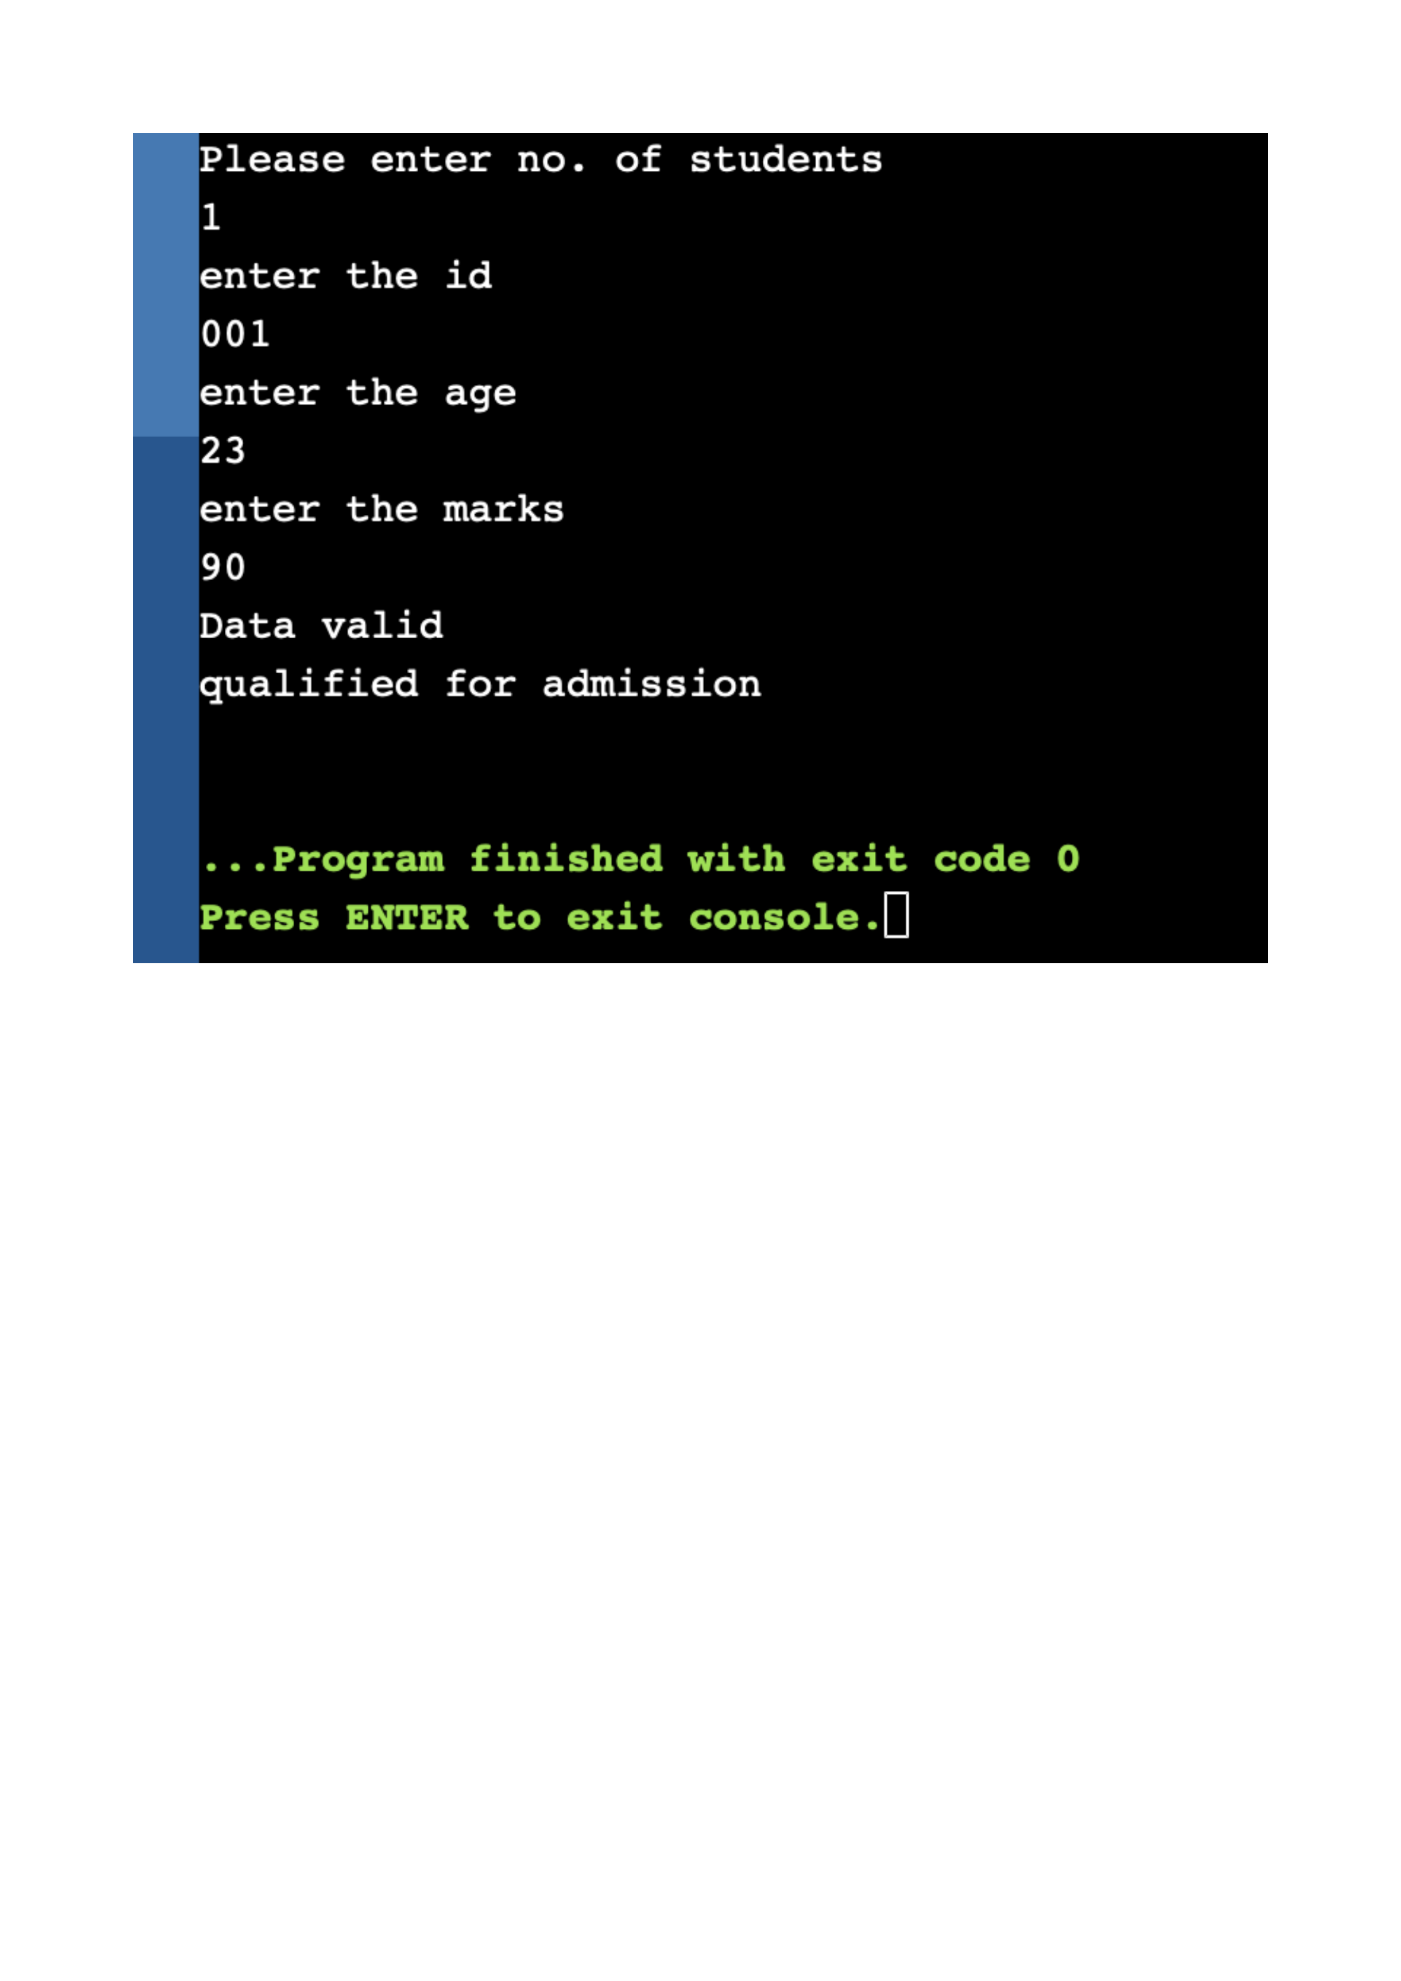 Please enter no. of students
1
enter the id
001
enter the age
23
enter the marks
90
Data valid
qualified for admission
...Program finished with exit code 0
Press ENTER to exit console.